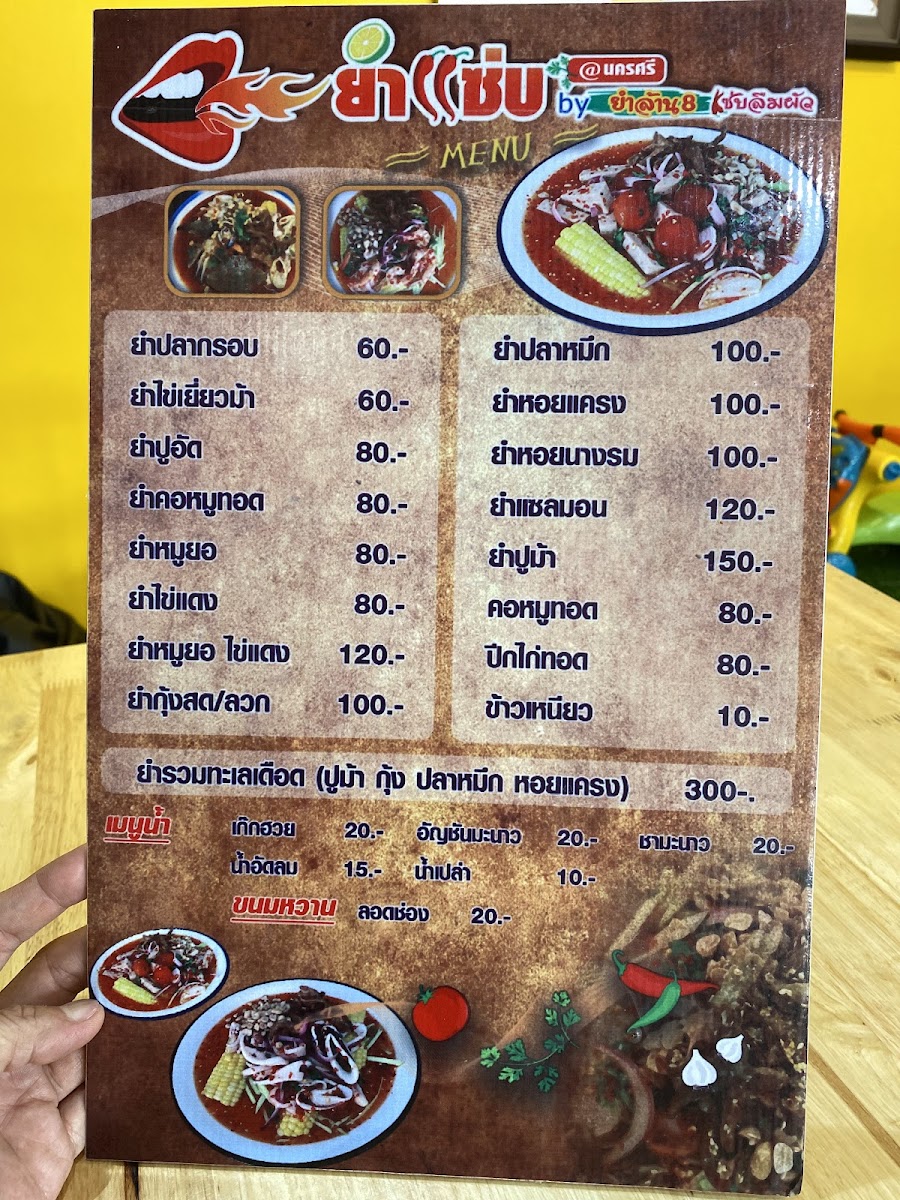 ยำแซ่บ @นครศรี
by ยำล้าน8 แซ่บลืมผัว
MENU
ยำปลากรอบ 60.-
ยำไข่เยี่ยวม้า 60.-
ยำปูอัด 80.-
ยำคอหมูทอด 80.-
ยำหมูยอ 80.-
ยำไข่แดง 80.-
ยำหมูยอ ไข่แดง 120.-
ยำกุ้งสด/ลวก 100.-
ยำปลาหมึก 100.-
ยำหอยแครง 100.-
ยำหอยนางรม 100.-
ยำแซลมอน 120.-
ยำปูม้า 150.-
คอหมูทอด 80.-
ปีกไก่ทอด 80.-
ข้าวเหนียว 10.-
ยำรวมทะเลเดือด (ปูม้า กุ้ง ปลาหมึก หอยแครง) 300-.
เมนูน้ำ เก๊กฮวย 20.- อัญชันมะนาว 20.- ชามะนาว 20.-
น้ำอัดลม 15.- น้ำเปล่า 10.-
ขนมหวาน ลอดช่อง 20.-